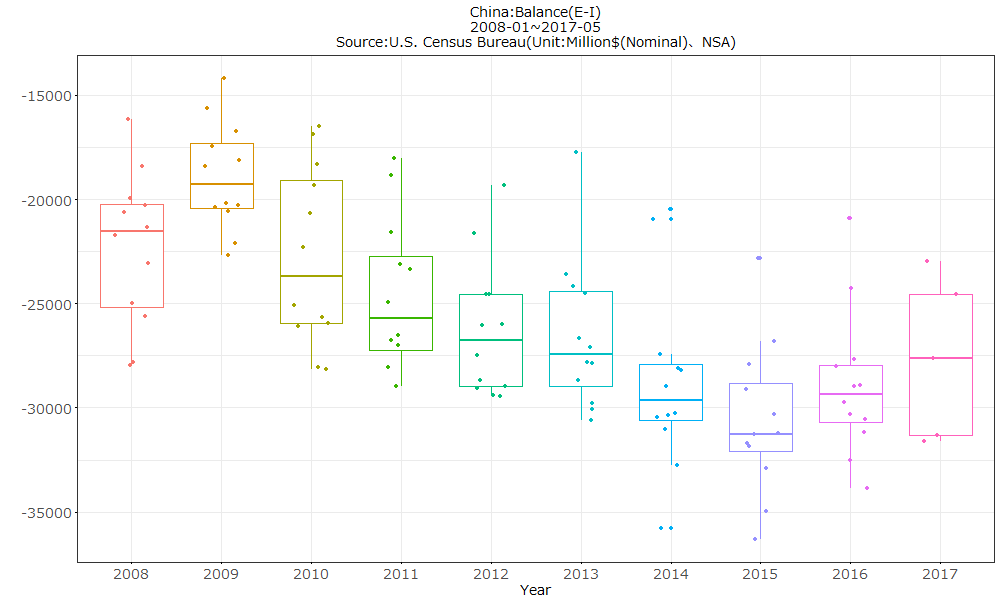 China:Balance(E-I)
2008-01~2017-05
Source:U.S. Census Bureau(Unit:Million$(Nominal)、NSA)
-15000
-20000
-25000
-30000
-35000
2008 2009 2010 2011 2012 2013 2014 2015 2016 2017
Year